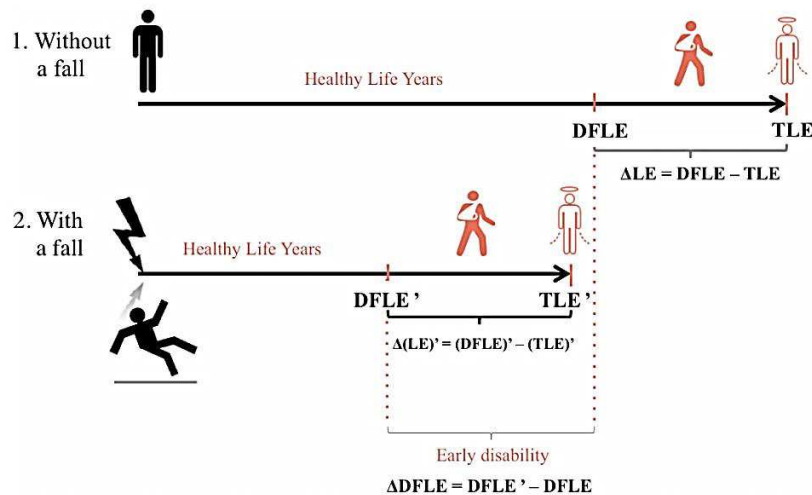 1. Without
a fall
Healthy Life Years
DFLE
TLE
ΔLE = DFLE – TLE
2. With
a fall
Healthy Life Years
DFLE’
TLE’
Δ(LE)’ = (DFLE)’ – (TLE)’
Early disability
ΔDFLE = DFLE’ – DFLE